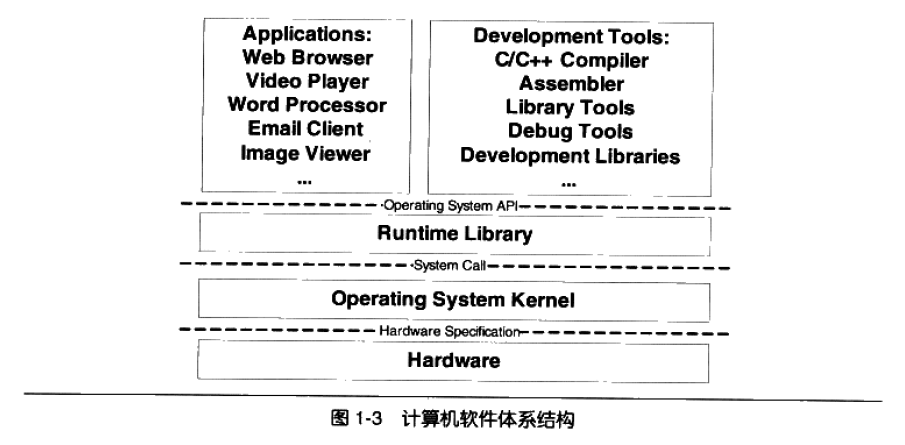 Applications:
Web Browser
Video Player
Word Processor
Email Client
Image Viewer
...
Development Tools:
C/C++ Compiler
Assembler
Library Tools
Debug Tools
Development Libraries
...
Operating System API
Runtime Library
System Call
Operating System Kernel
Hardware Specification
Hardware
图 1-3 计算机软件体系结构